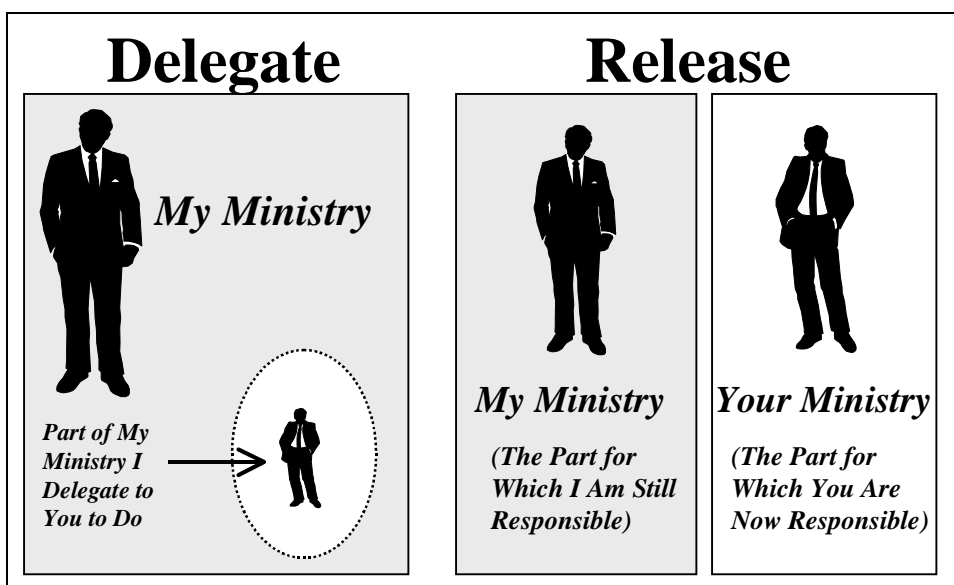 Delegate
My Ministry
Part of My
Ministry I
Delegate to
You to Do
Release
My Ministry
(The Part for
Which I Am Still
Responsible)
Your Ministry
(The Part for
Which You Are
Now Responsible)